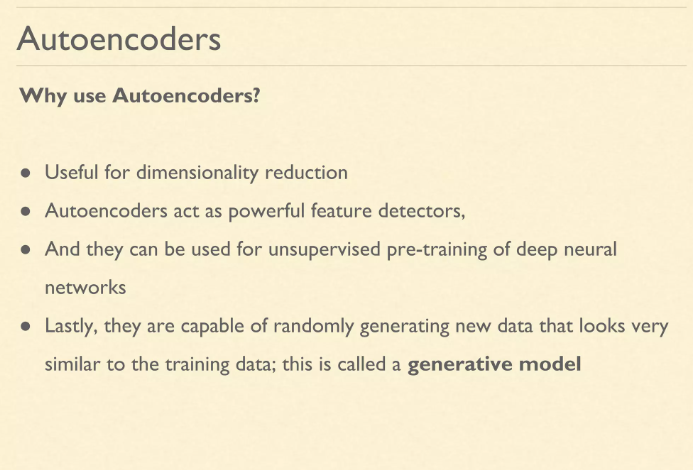 Autoencoders
Why use Autoencoders?
● Useful for dimensionality reduction
● Autoencoders act as powerful feature detectors,
● And they can be used for unsupervised pre-training of deep neural
networks
● Lastly, they are capable of randomly generating new data that looks very
similar to the training data; this is called a generative model